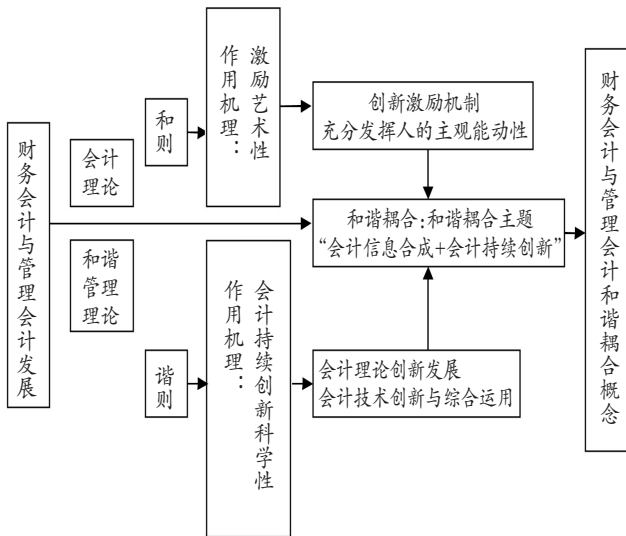 财务会计与管理会计发展
会计
理论
和谐
管理
理论
和则
谐则
作用机理：
激励艺术性
作用机理：
会计持续创新科学性
创新激励机制
充分发挥人的主观能动性
和谐耦合:和谐耦合主题
“会计信息合成+会计持续创新”
会计理论创新发展
会计技术创新与综合运用
财务会计与管理会计和谐耦合概念